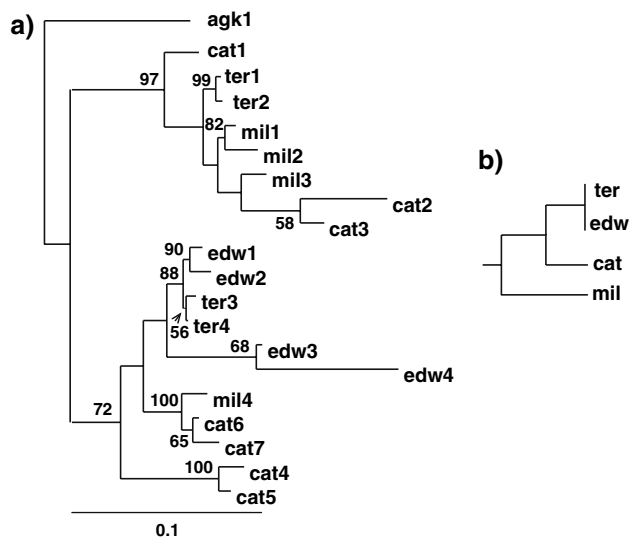 a)
agk1
cat1
97
99
ter1
ter2
82
mil1
mil2
mil3
cat2
58
cat3
90
edw1
88
edw2
ter3
56
ter4
68
edw3
edw4
100
mil4
cat6
65
cat7
72
100
cat4
cat5
0.1
b)
ter
edw
cat
mil